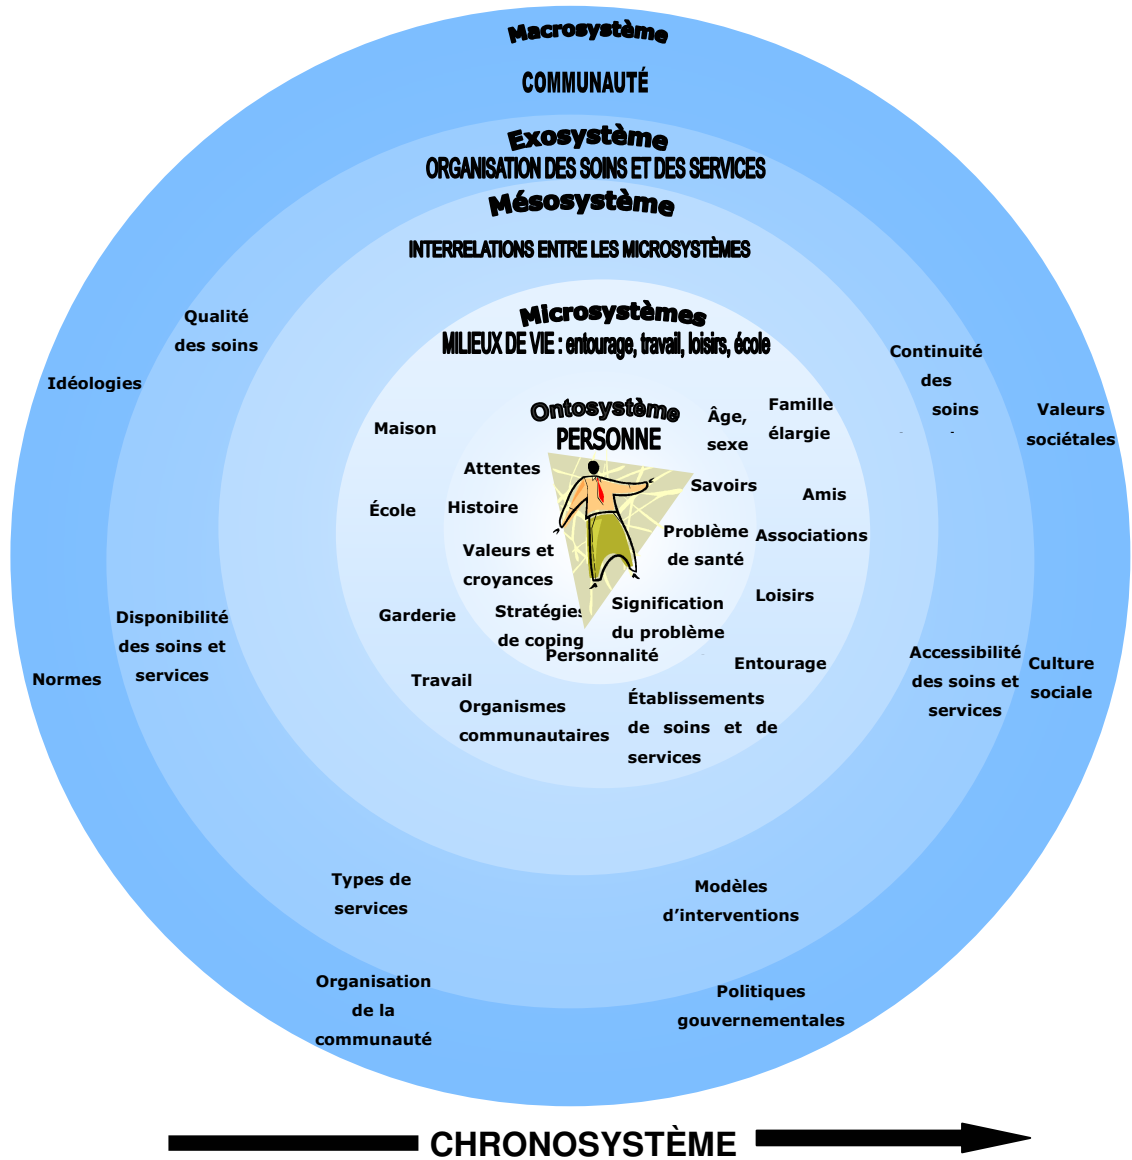 Macrosystème
COMMUNAUTÉ
Exosystème
ORGANISATION DES SOINS ET DES SERVICES
Mésosystème
INTERRELATIONS ENTRE LES MICROSYSTÈMES
Microsystèmes
MILIEUX DE VIE : entourage, travail, loisirs, école
Ontosystème
PERSONNE
Qualité
des soins
Idéologies
Continuité
des
soins
Valeurs
sociétales
Maison
Âge,
sexe
Famille
élargie
Attentes
Savoirs
École
Histoire
Amis
Valeurs et
croyances
Problème
de santé
Associations
Garderie
Stratégies
de coping
Signification
du problème
Loisirs
Personnalité
Entourage
Disponibilité
des soins et
services
Normes
Accessibilité
des soins et
services
Culture
sociale
Travail
Organismes
communautaires
Établissements
de soins et de
services
Types de
services
Modèles
d'interventions
Organisation
de la
communauté
Politiques
gouvernementales
CHRONOSYSTÈME